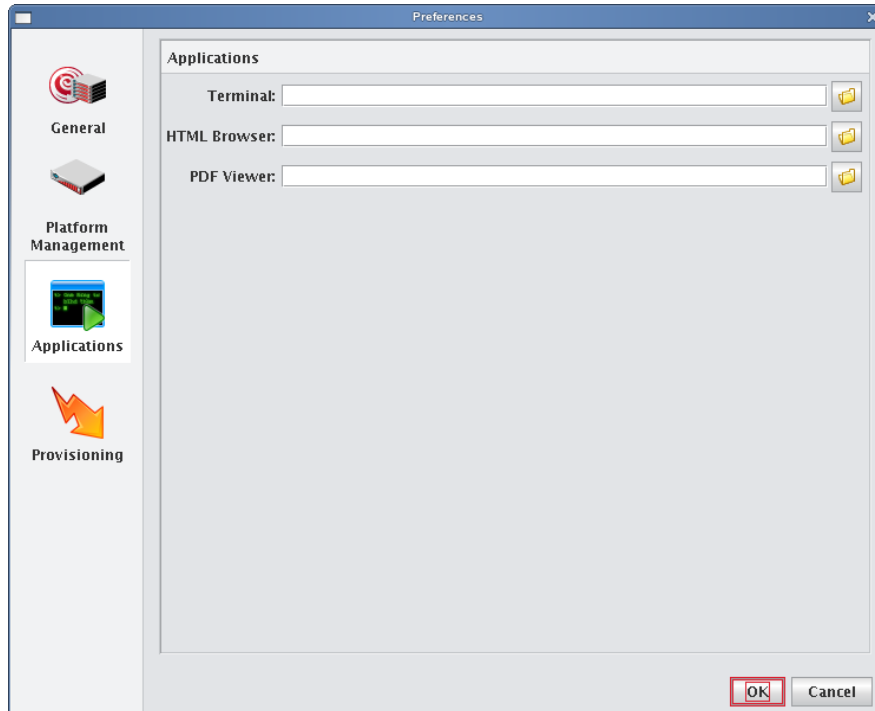 Preferences
Applications
Terminal:
General
HTML Browser:
PDF Viewer:
Platform
Management
Applications
Provisioning
OK
Cancel